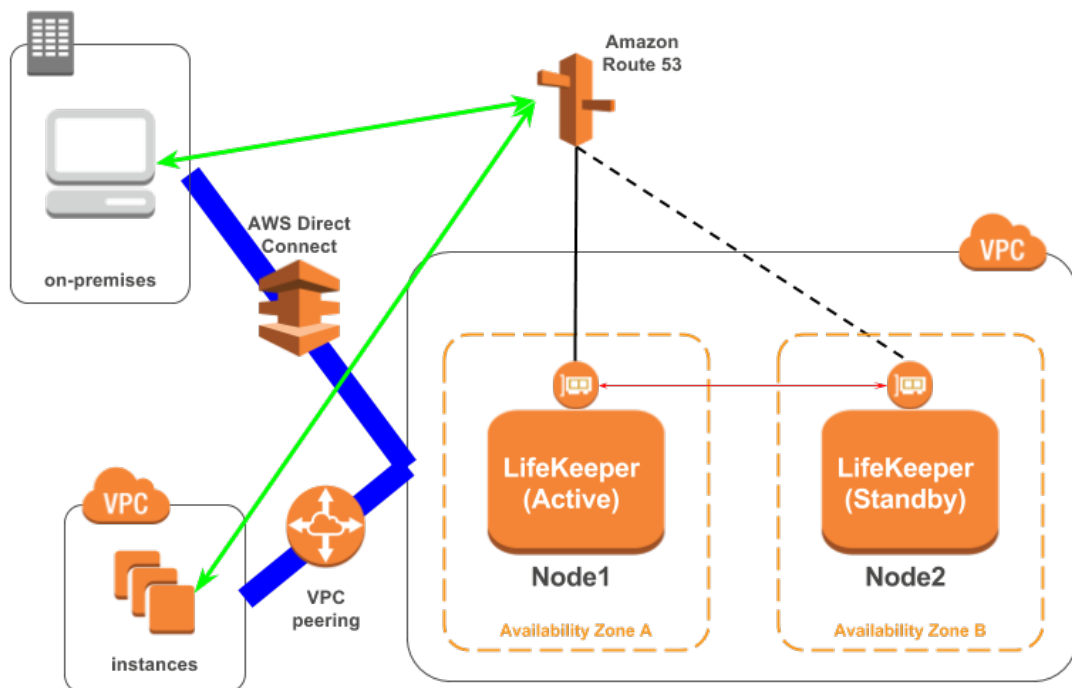 Amazon
Route 53
AWS Direct
Connect
on-premises
VPC
LifeKeeper
(Active)
Node1
Availability Zone A
LifeKeeper
(Standby)
Node2
Availability Zone B
VPC
instances
VPC
peering